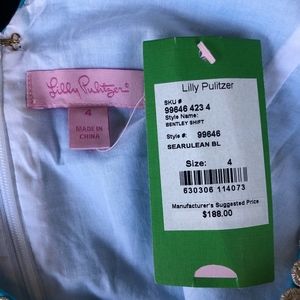 Lilly Pulitzer
4
MADE IN
CHINA
Lilly Pulitzer
SKU #
99646 423 4
Style Name:
BENTLEY SHIFT
Style #: 99646
SEARULEAN BL
Size: 4
630306 114073
Manufacturer's Suggested Price
$188.00